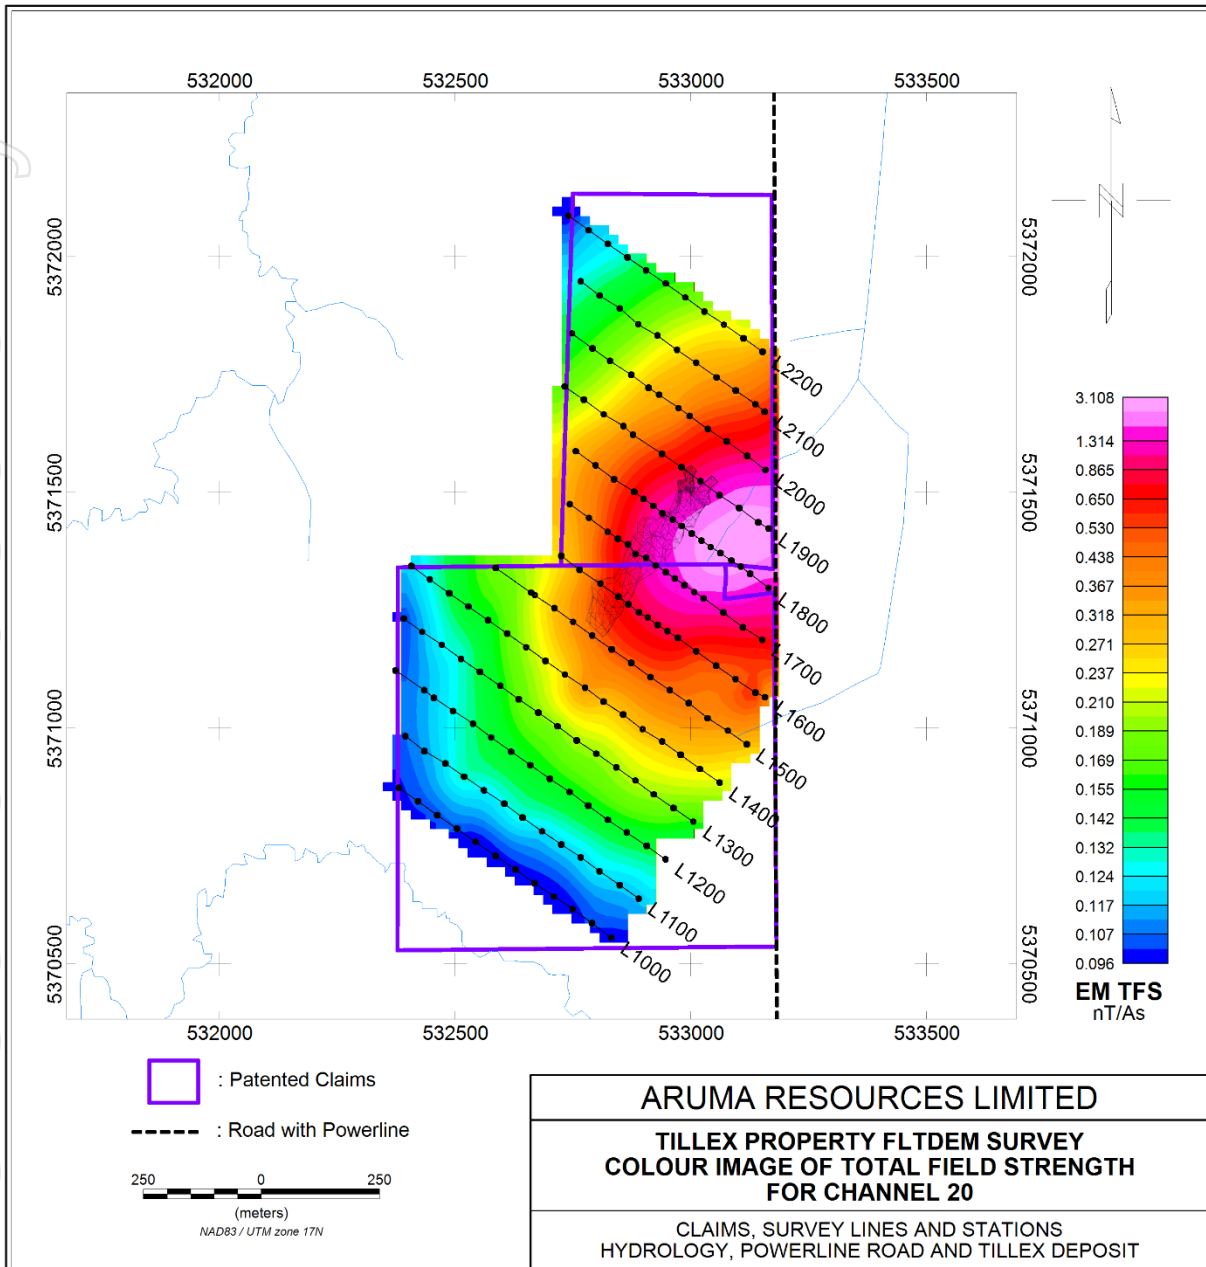 532000 532500 533000 533500
5372000 5372000
5371500 5371500
5371000 5371000
5370500 5370500
532000 532500 533000 533500
N
L2200
L2100
L2000
L1900
L1800
L1700
L1600
L1500
L1400
L1300
L1200
L1100
L1000
3.108
1.314
0.865
0.650
0.530
0.438
0.367
0.318
0.271
0.237
0.210
0.189
0.169
0.155
0.142
0.132
0.124
0.117
0.107
0.096
EM TFS
nT/As
: Patented Claims
: Road with Powerline
250 0 250
(meters)
NAD83 / UTM zone 17N
ARUMA RESOURCES LIMITED
TILLEX PROPERTY FLTDEM SURVEY
COLOUR IMAGE OF TOTAL FIELD STRENGTH
FOR CHANNEL 20
CLAIMS, SURVEY LINES AND STATIONS
HYDROLOGY, POWERLINE ROAD AND TILLEX DEPOSIT